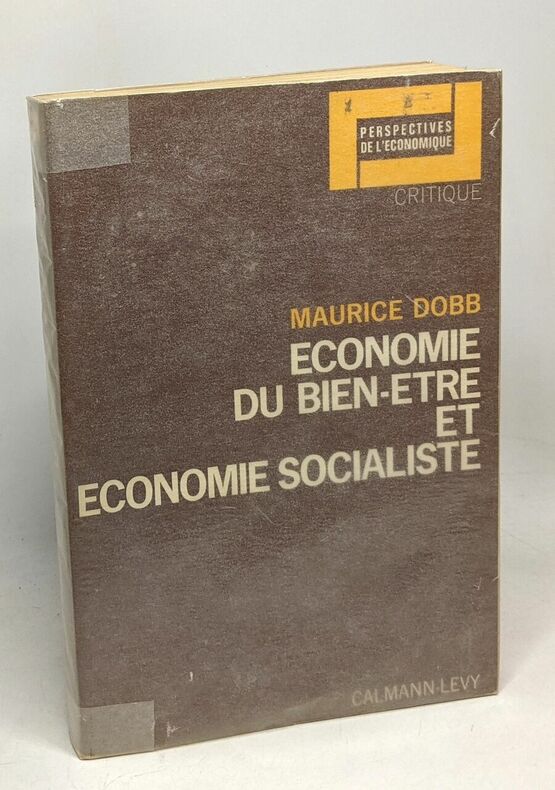 PERSPECTIVES
DE L'ECONOMIQUE
CRITIQUE
MAURICE DOBB
ECONOMIE
DU BIEN-ETRE
ET
ECONOMIE SOCIALISTE
CALMANN-LEVY